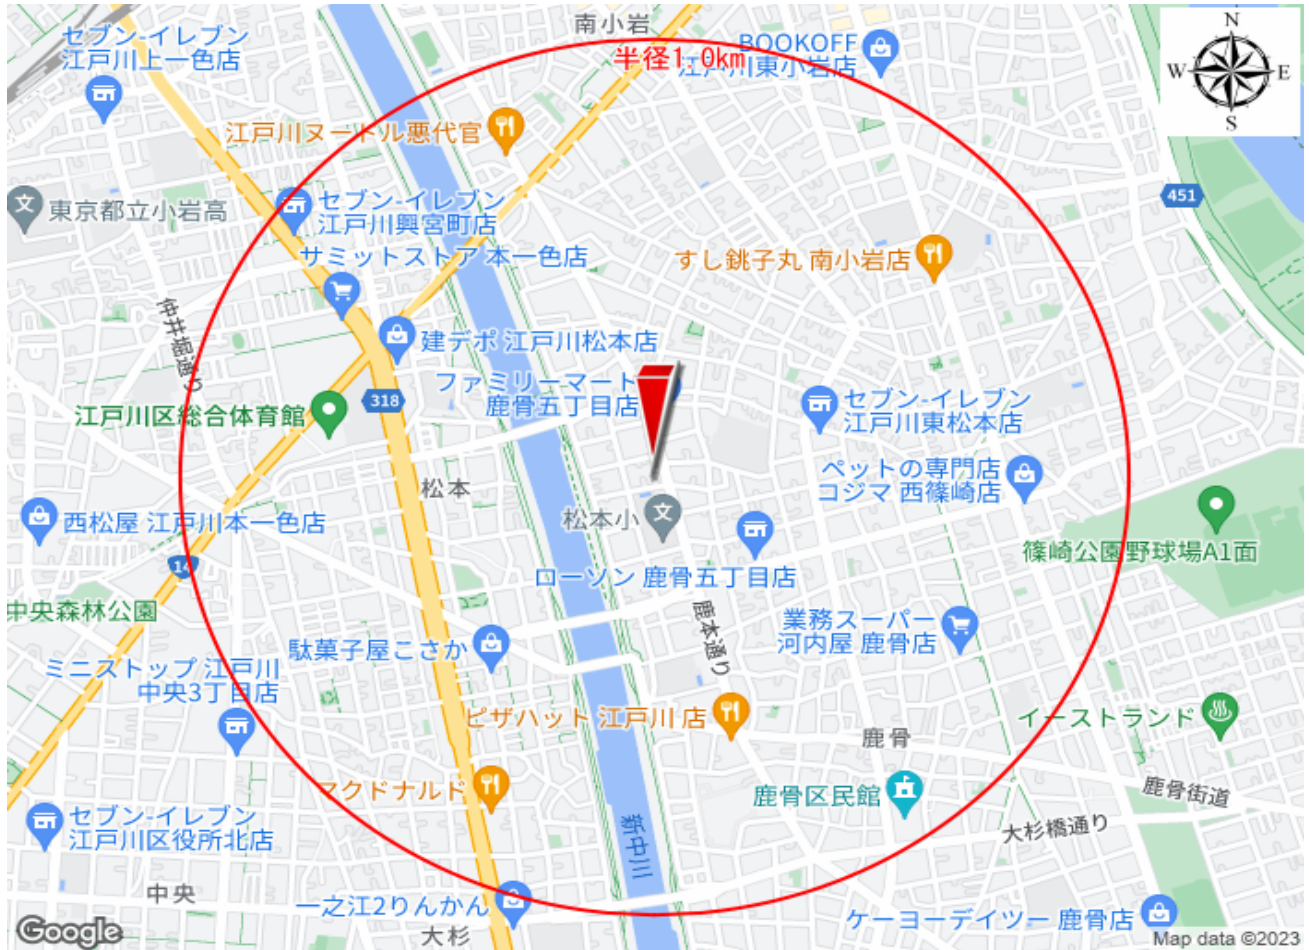 南小岩
セブン-イレブン
江戸川上一色店
半径1.0km
BOOKOFF
江戸川東小岩店
N
W
E
S
江戸川ヌートル悪代官
東京都立小岩高
セブン-イレブン
江戸川興宮町店
451
サミットストア 本一色店
すし銚子丸 南小岩店
仲井堀通り
建デポ 江戸川松本店
ファミリーマート
鹿骨五丁目店
318
江戸川区総合体育館
セブン-イレブン
江戸川東松本店
松本
ペットの専門店
コジマ 西篠崎店
西松屋 江戸川本一色店
松本小
篠崎公園野球場A1面
14
ローソン 鹿骨五丁目店
中央森林公園
鹿本通り
業務スーパー
河内屋 鹿骨店
駄菓子屋こさか
ミニストップ 江戸川
中央3丁目店
ピザハット 江戸川店
イーストランド
鹿骨
マクドナルド
鹿骨区民館
鹿骨街道
セブン-イレブン
江戸川区役所北店
新中川
大杉橋通り
中央
一之江2りんかん
ケーヨーデイツー 鹿骨店
Google
大杉
Map data ©2023